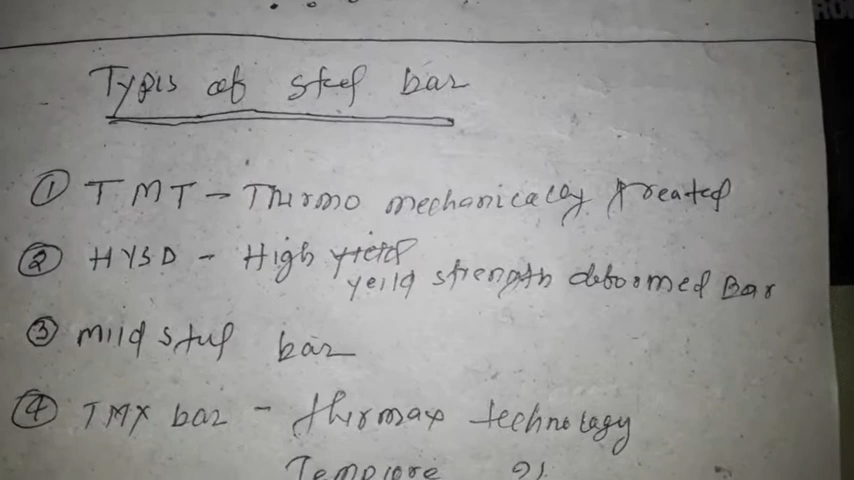 Types of steel bar
① TMT - Thermo mechanically treated
② HYSD - High yield
yeild strength deformed Bar
③ mild steel bar
④ TMX bar - thermax technology